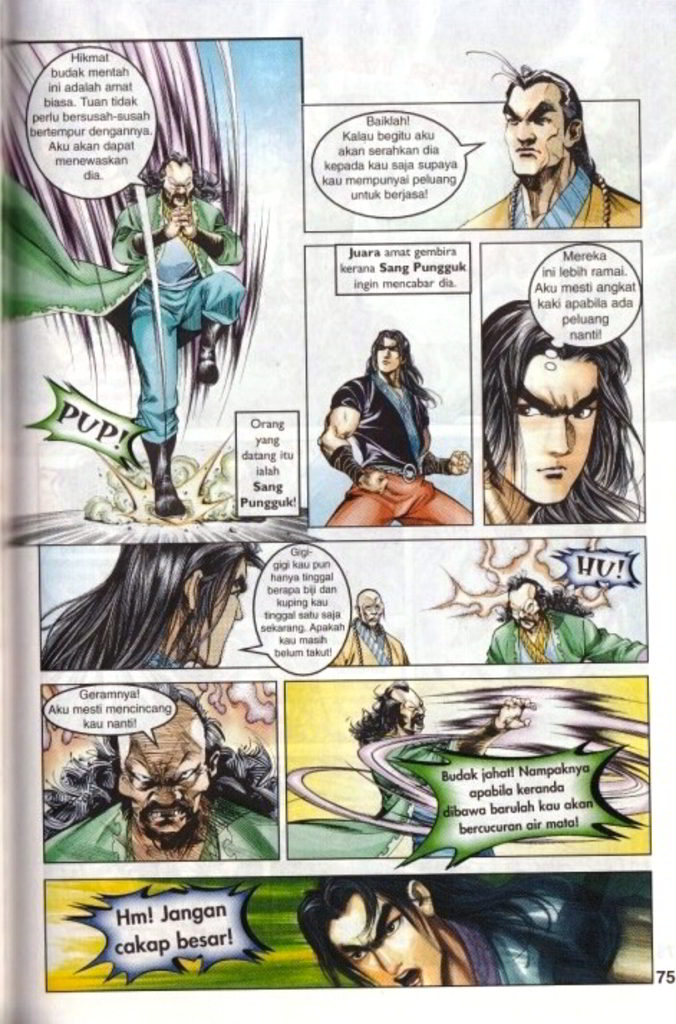 Hikmat
budak mentah
ini adalah amat
biasa. Tuan tidak
perlu bersusah-susah
bertempur dengannya.
Aku akan dapat
menewaskan
dia.
Baiklah!
Kalau begitu aku
akan serahkan dia
kepada kau saja supaya
kau mempunyai peluang
untuk berjasa!
PUP!
Orang
yang
datang itu
ialah
Sang
Pungguk!
Juara amat gembira
kerana Sang Pungguk
ingin mencabar dia.
Mereka
ini lebih ramai.
Aku mesti angkat
kaki apabila ada
peluang
nanti!
Gigi-
gigi kau pun
hanya tinggal
berapa biji dan
kuping kau
tinggal satu saja
sekarang. Apakah
kau masih
belum takut!
HU!
Geramnya!
Aku mesti mencincang
kau nanti!
Budak jahat! Nampaknya
apabila keranda
dibawa barulah kau akan
bercucuran air mata!
Hm! Jangan
cakap besar!
75